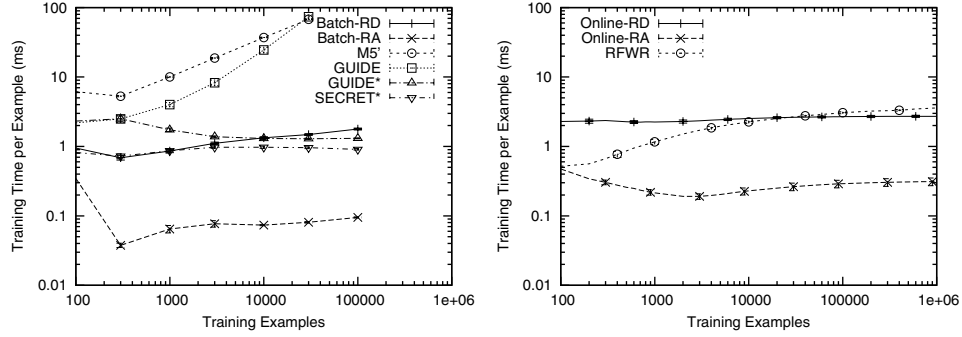 100
10
1
0.1
0.01
100
1000
10000
100000
1e+06
Training Time per Example (ms)
Training Examples
Batch-RD
Batch-RA
M5'
GUIDE
GUIDE*
SECRET*
100
10
1
0.1
0.01
100
1000
10000
100000
1e+06
Training Time per Example (ms)
Training Examples
Online-RD
Online-RA
RFWR